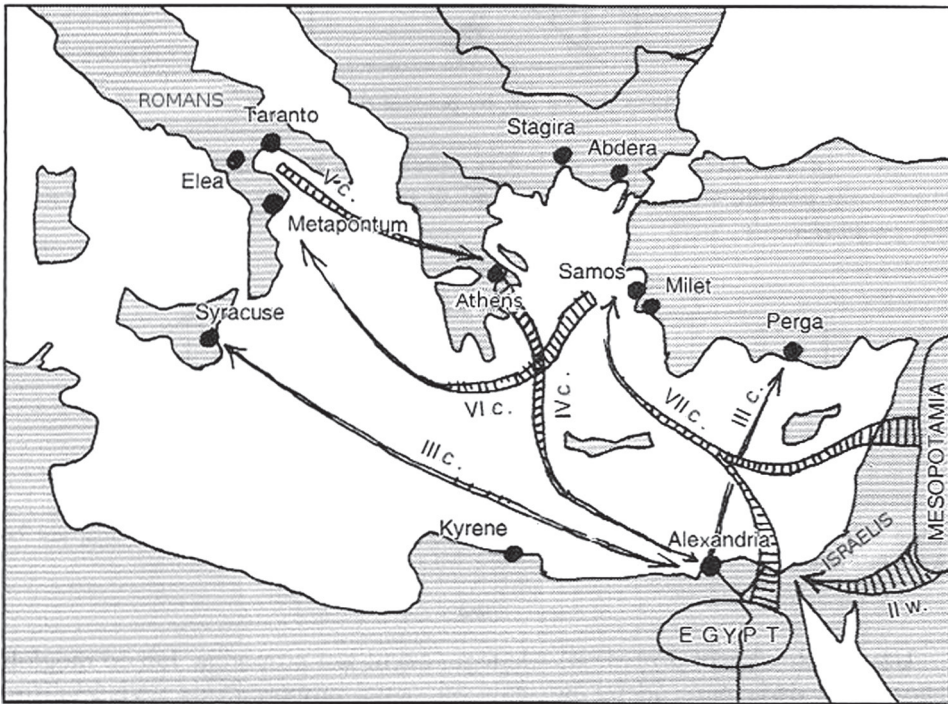 ROMANS
Taranto
Stagira
Abdera
Elea
V c.
Metapontum
Samos
Milet
Athens
Syracuse
Perga
VI c.
IV c.
VII c.
III c.
III c.
MESOPOTAMIA
Kyrene
Alexandria
ISRAELIS
II w.
EGYPT